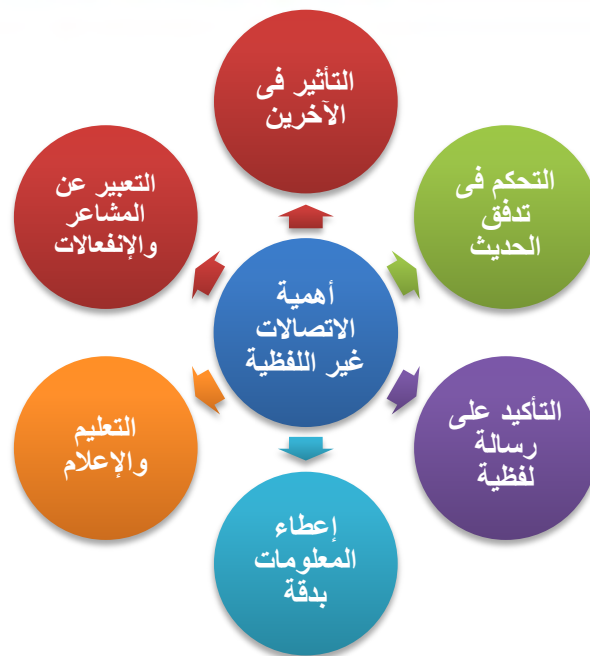 التأثير فى
الآخرين
التحكم فى
تدفق
الحديث
التعبير عن
المشاعر
والإنفعالات
أهمية
الاتصالات
غير اللفظية
التأكيد على
رسالة
لفظية
التعليم
والإعلام
إعطاء
المعلومات
بدقة